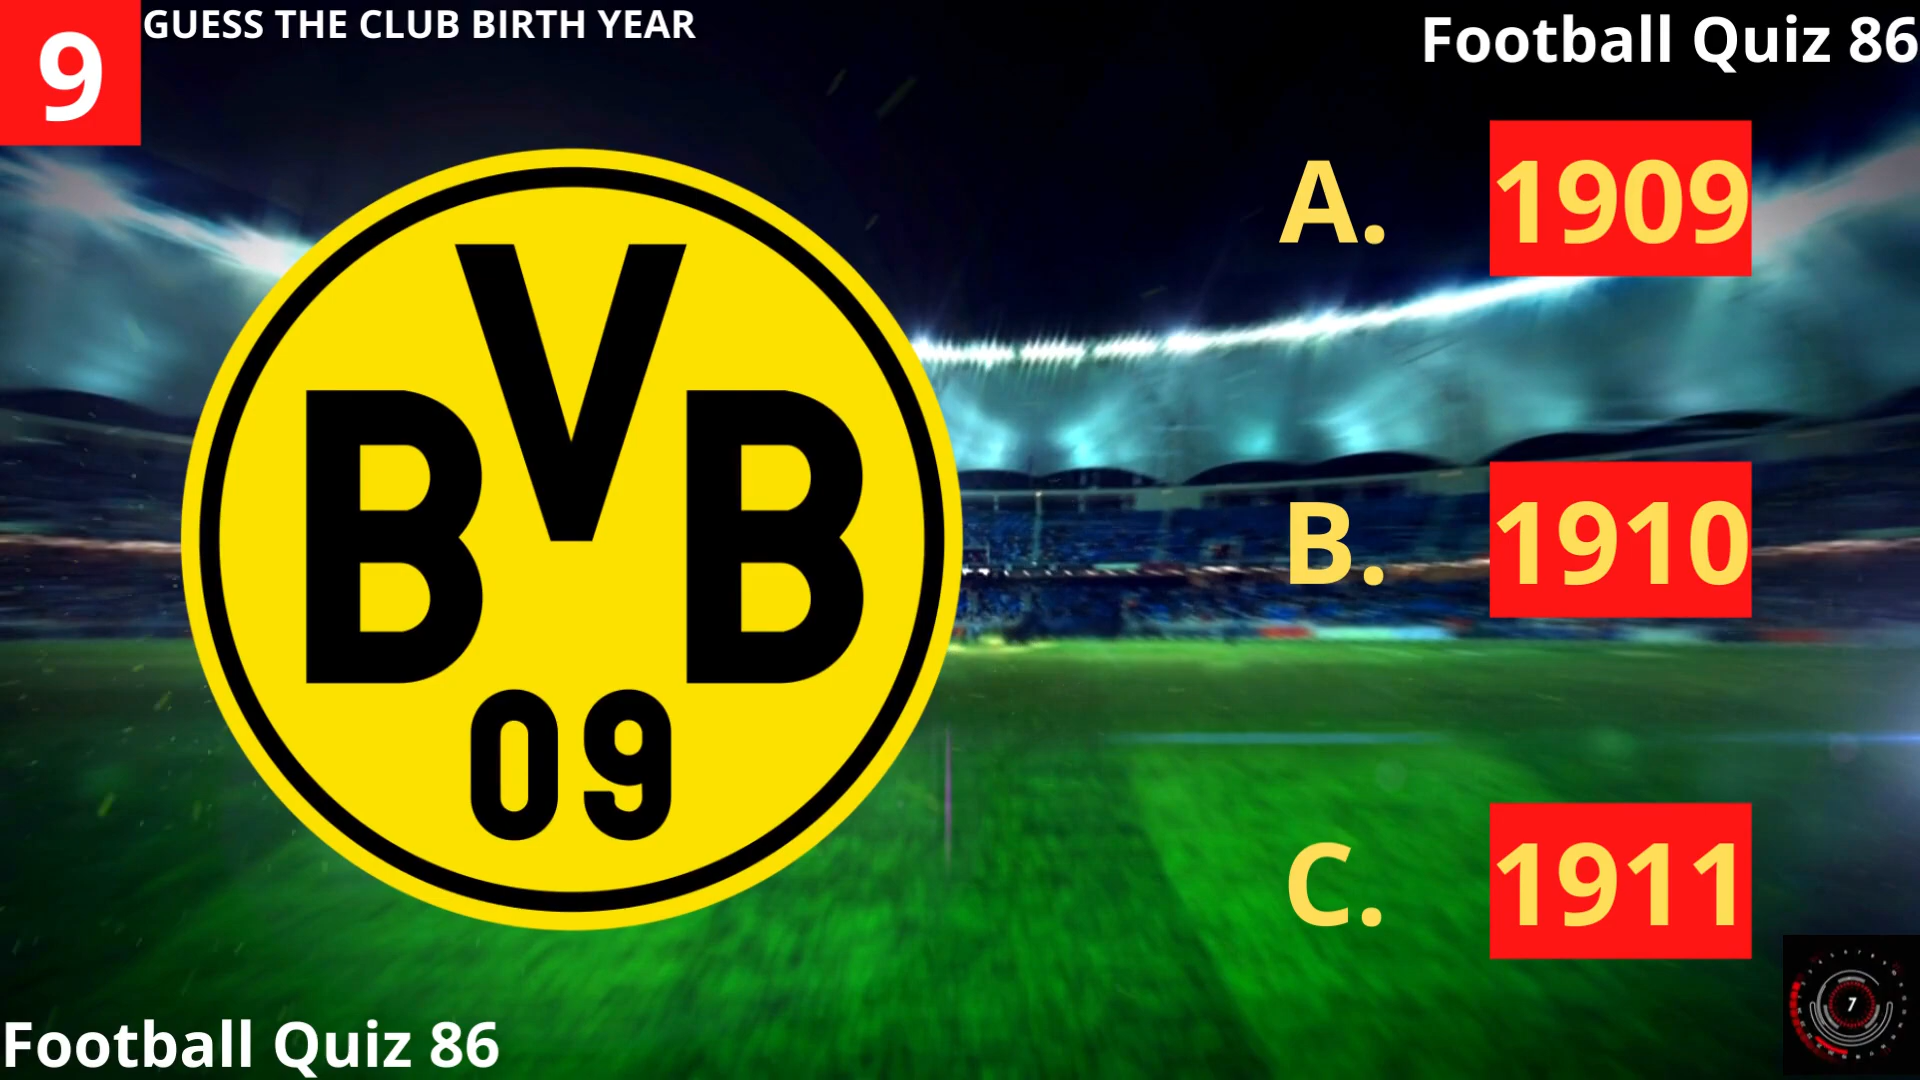 9
GUESS THE CLUB BIRTH YEAR
Football Quiz 86
A. 1909
B. 1910
C. 1911
BVB
09
7
Football Quiz 86